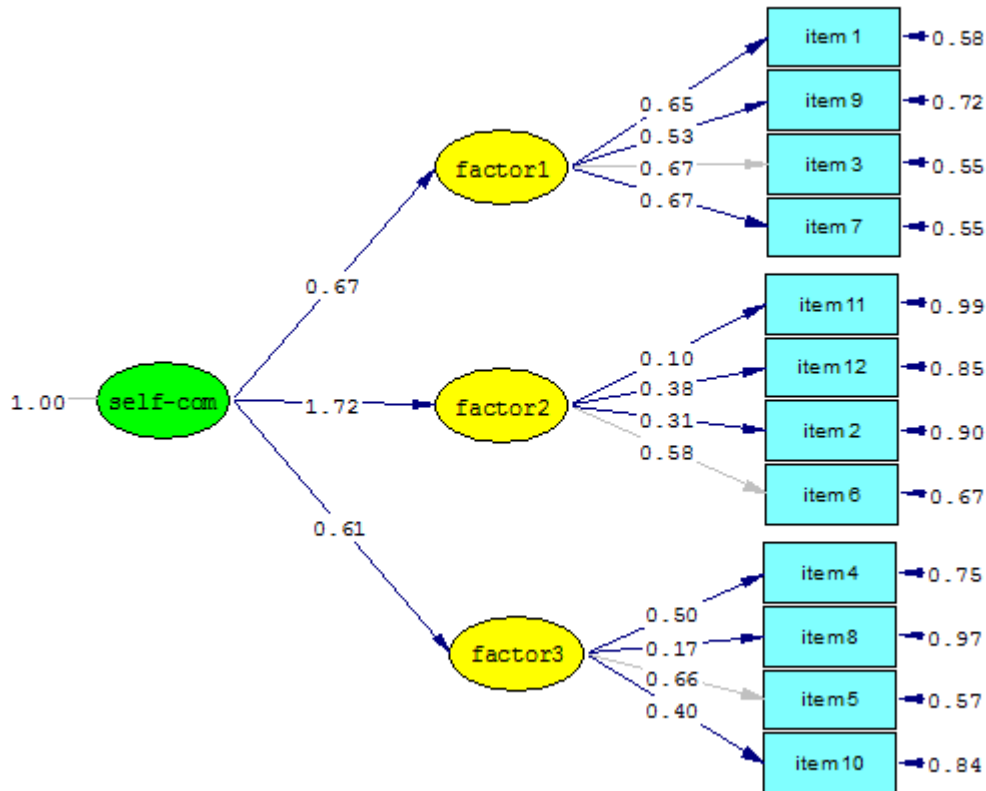 item 1
0.58
0.65
item 9
0.72
0.53
factor1
0.67
item 3
0.55
0.67
item 7
0.55
0.67
item 11
0.99
0.10
item 12
0.85
0.38
1.00
self-com
1.72
factor2
0.31
item 2
0.90
0.58
item 6
0.67
0.61
item 4
0.75
0.50
item 8
0.97
0.17
factor3
0.66
item 5
0.57
0.40
item 10
0.84